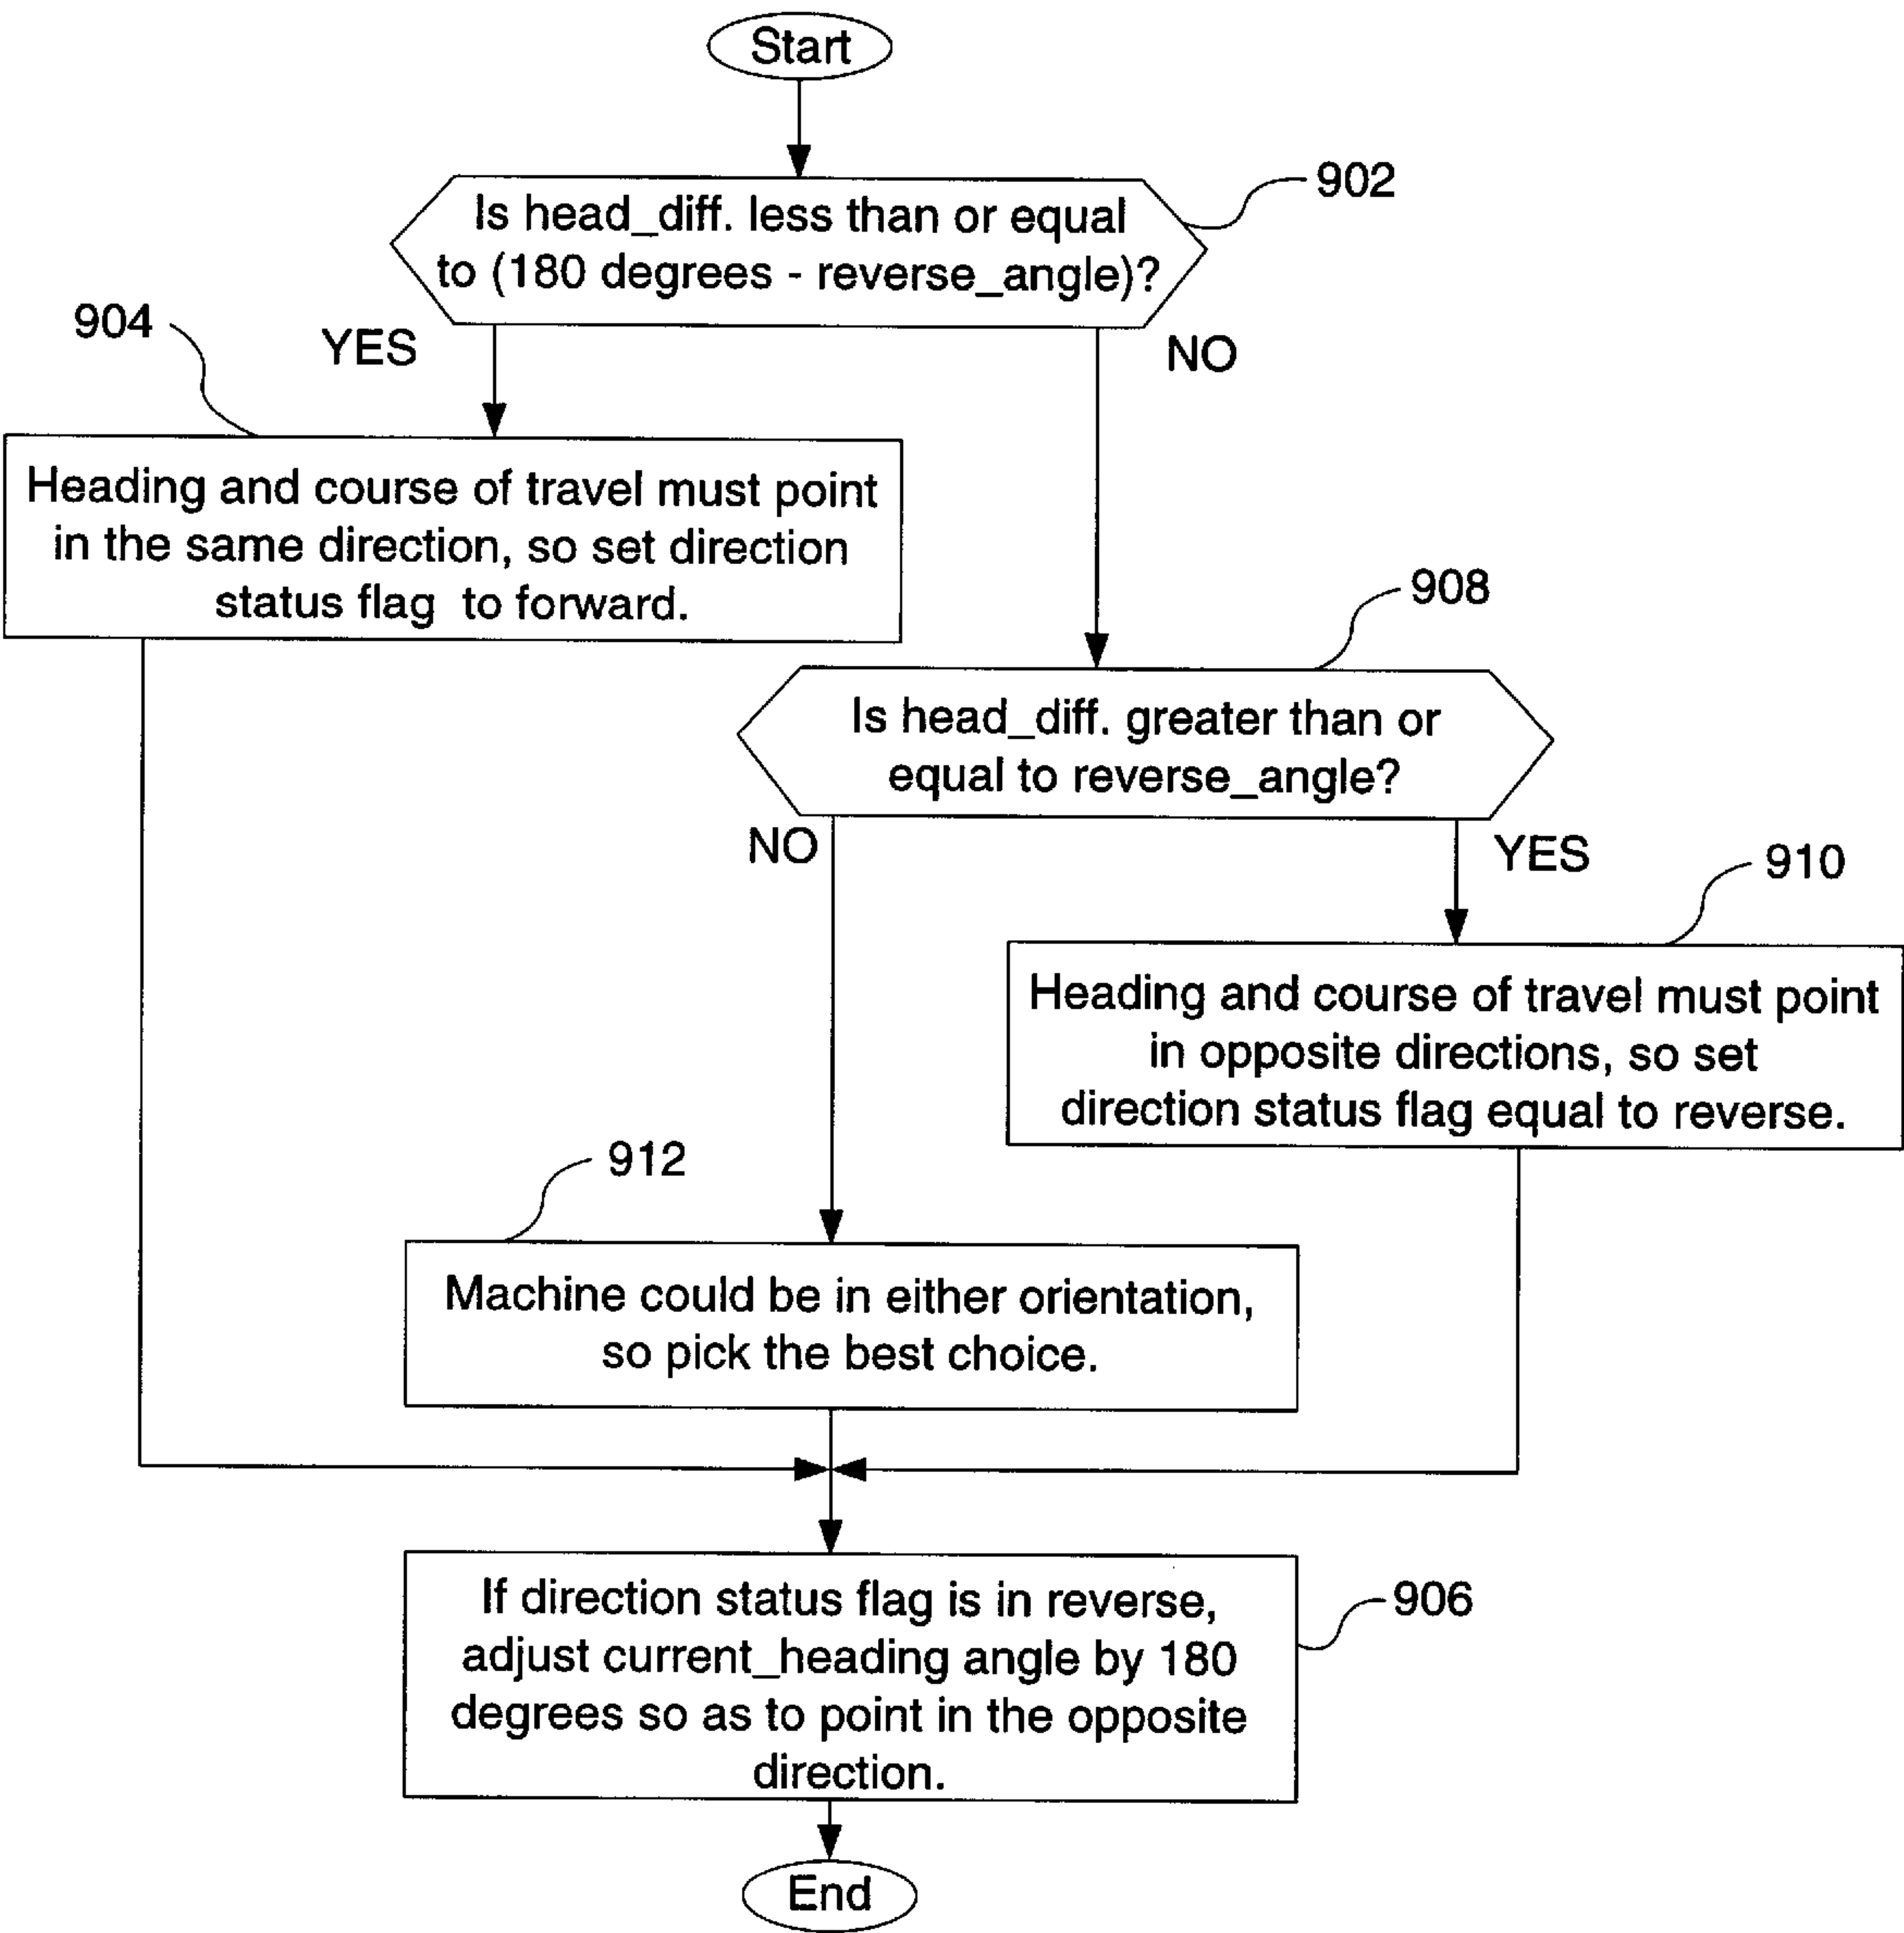 Start
Is head_diff. less than or equal
to (180 degrees - reverse_angle)?
902
904
YES
NO
Heading and course of travel must point
in the same direction, so set direction
status flag to forward.
908
Is head_diff. greater than or
equal to reverse_angle?
NO
YES
910
Heading and course of travel must point
in opposite directions, so set
direction status flag equal to reverse.
912
Machine could be in either orientation,
so pick the best choice.
If direction status flag is in reverse,
adjust current_heading angle by 180
degrees so as to point in the opposite
direction.
906
End